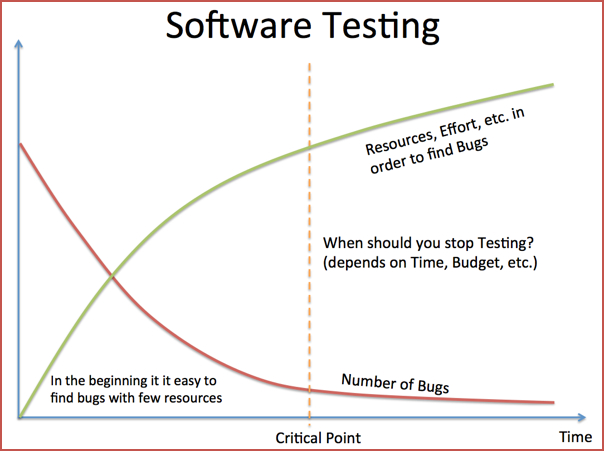 Software Testing
Resources, Effort, etc. in
order to find Bugs
When should you stop Testing?
(depends on Time, Budget, etc.)
In the beginning it it easy to
find bugs with few resources
Number of Bugs
Critical Point
Time